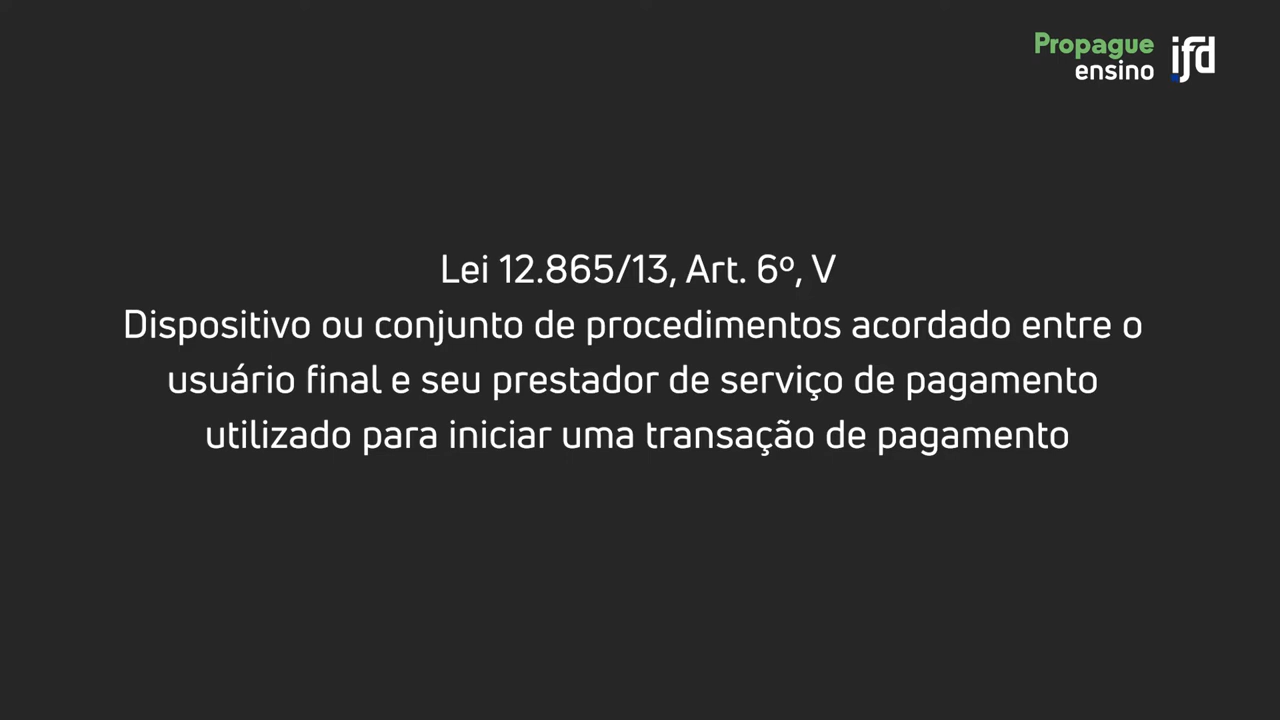 Propague
ensino
ifd
Lei 12.865/13, Art. 6º, V
Dispositivo ou conjunto de procedimentos acordado entre o
usuário final e seu prestador de serviço de pagamento
utilizado para iniciar uma transação de pagamento